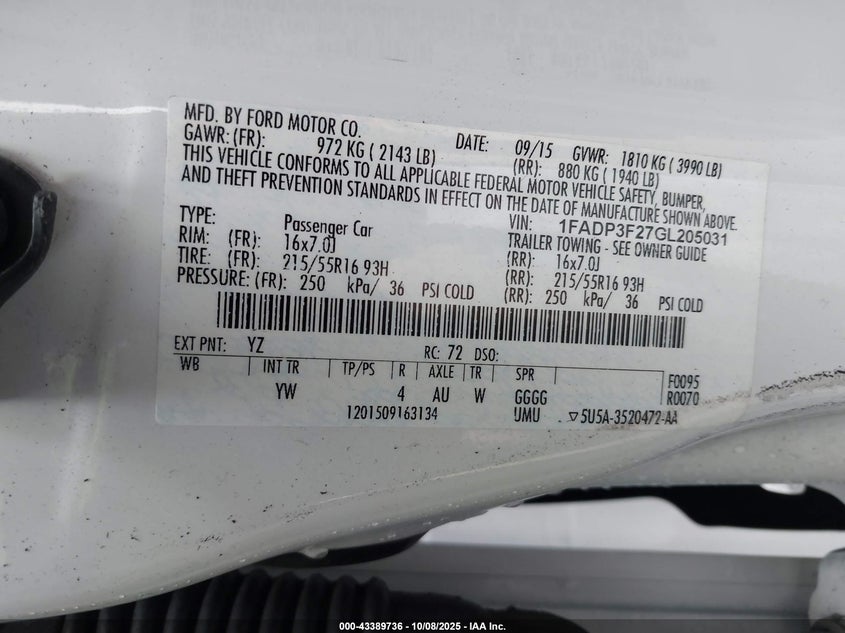 MFD. BY FORD MOTOR CO.
DATE: 09/15 GVWR: 1810 KG ( 3990 LB)
GAWR: (FR): 972 KG ( 2143 LB) (RR): 880 KG ( 1940 LB)
THIS VEHICLE CONFORMS TO ALL APPLICABLE FEDERAL MOTOR VEHICLE SAFETY, BUMPER,
AND THEFT PREVENTION STANDARDS IN EFFECT ON THE DATE OF MANUFACTURE SHOWN ABOVE.
VIN: 1FADP3F27GL205031
TYPE: Passenger Car TRAILER TOWING - SEE OWNER GUIDE
RIM: (FR): 16x7.0J (RR): 16x7.0J
TIRE: (FR): 215/55R16 93H (RR): 215/55R16 93H
PRESSURE: (FR): 250 kPa/ 36 PSI COLD (RR): 250 kPa/ 36 PSI COLD
EXT PNT: YZ RC: 72 DSO:
WB INT TR TP/PS R AXLE TR SPR F0095
YW 4 AU W GGGG R0070
1201509163134 UMU ▽5U5A-3520472-AA
000-43389736 - 10/08/2025 - IAA Inc.